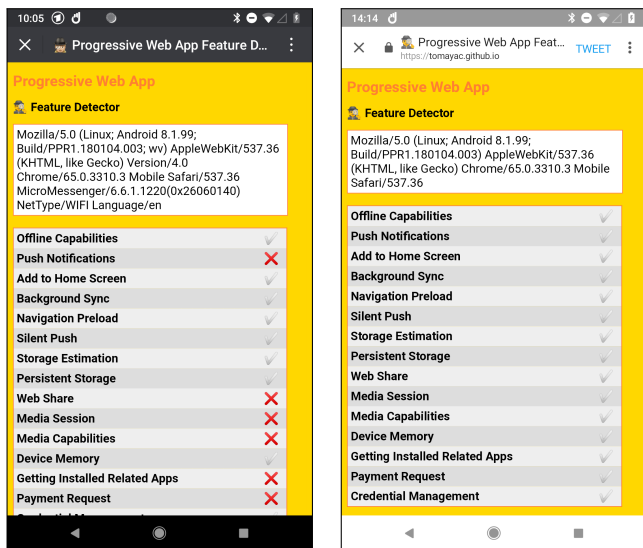 10:05
Progressive Web App Feature D...
Progressive Web App
Feature Detector
Mozilla/5.0 (Linux; Android 8.1.99;
Build/PPR1.180104.003; wv) AppleWebKit/537.36
(KHTML, like Gecko) Version/4.0
Chrome/65.0.3310.3 Mobile Safari/537.36
MicroMessenger/6.6.1.1220(0x26060140)
NetType/WIFI Language/en
Offline Capabilities
Push Notifications
Add to Home Screen
Background Sync
Navigation Preload
Silent Push
Storage Estimation
Persistent Storage
Web Share
Media Session
Media Capabilities
Device Memory
Getting Installed Related Apps
Payment Request
14:14
Progressive Web App Feat...
https://tomayac.github.io
TWEET
Progressive Web App
Feature Detector
Mozilla/5.0 (Linux; Android 8.1.99;
Build/PPR1.180104.003) AppleWebKit/537.36
(KHTML, like Gecko) Chrome/65.0.3310.3 Mobile
Safari/537.36
Offline Capabilities
Push Notifications
Add to Home Screen
Background Sync
Navigation Preload
Silent Push
Storage Estimation
Persistent Storage
Web Share
Media Session
Media Capabilities
Device Memory
Getting Installed Related Apps
Payment Request
Credential Management